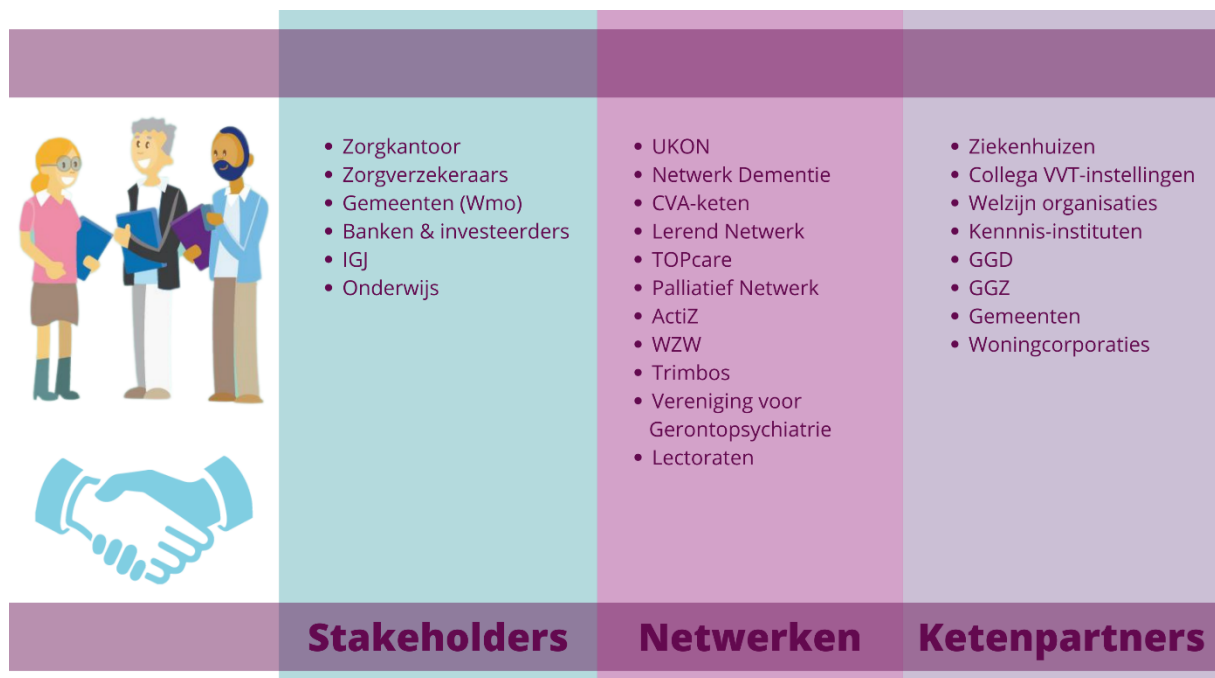 • Zorgkantoor
• Zorgverzekeraars
• Gemeenten (Wmo)
• Banken & investeerders
• IGJ
• Onderwijs
• UKON
• Netwerk Dementie
• CVA-keten
• Lerend Netwerk
• TOPcare
• Palliatief Netwerk
• ActiZ
• WZW
• Trimbos
• Vereniging voor
Gerontopsychiatrie
• Lectoraten
• Ziekenhuizen
• Collega VVT-instellingen
• Welzijn organisaties
• Kennnis-instituten
• GGD
• GGZ
• Gemeenten
• Woningcorporaties
Stakeholders
Netwerken
Ketenpartners